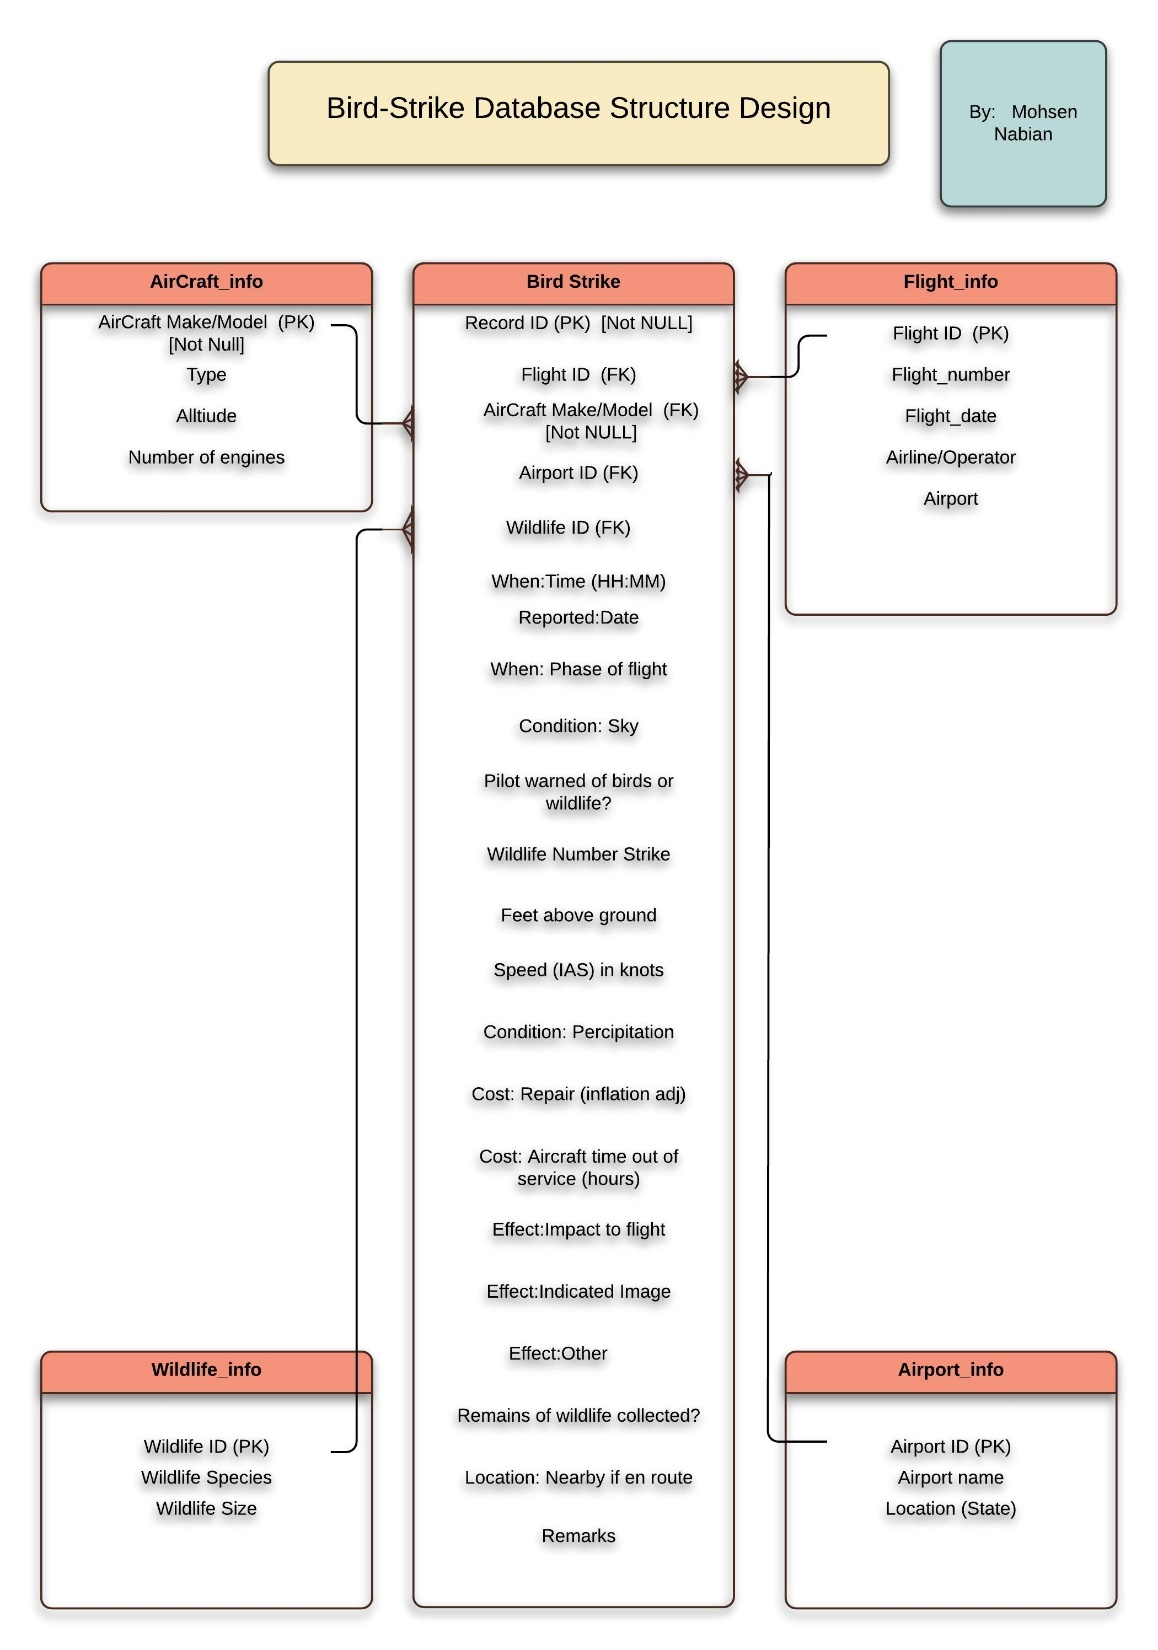 Bird-Strike Database Structure Design
By:   Mohsen
Nabian
AirCraft_info
AirCraft Make/Model  (PK)
[Not Null]
Type
Alltiude
Number of engines
Bird Strike
Record ID (PK)  [Not NULL]
Flight ID  (FK)
AirCraft Make/Model  (FK)
[Not NULL]
Airport ID (FK)
Wildlife ID (FK)
When:Time (HH:MM)
Reported:Date
When: Phase of flight
Condition: Sky
Pilot warned of birds or
wildlife?
Wildlife Number Strike
Feet above ground
Speed (IAS) in knots
Condition: Percipitation
Cost: Repair (inflation adj)
Cost: Aircraft time out of
service (hours)
Effect:Impact to flight
Effect:Indicated Image
Effect:Other
Remains of wildlife collected?
Location: Nearby if en route
Remarks
Flight_info
Flight ID  (PK)
Flight_number
Flight_date
Airline/Operator
Airport
Wildlife_info
Wildlife ID (PK)
Wildlife Species
Wildlife Size
Airport_info
Airport ID (PK)
Airport name
Location (State)